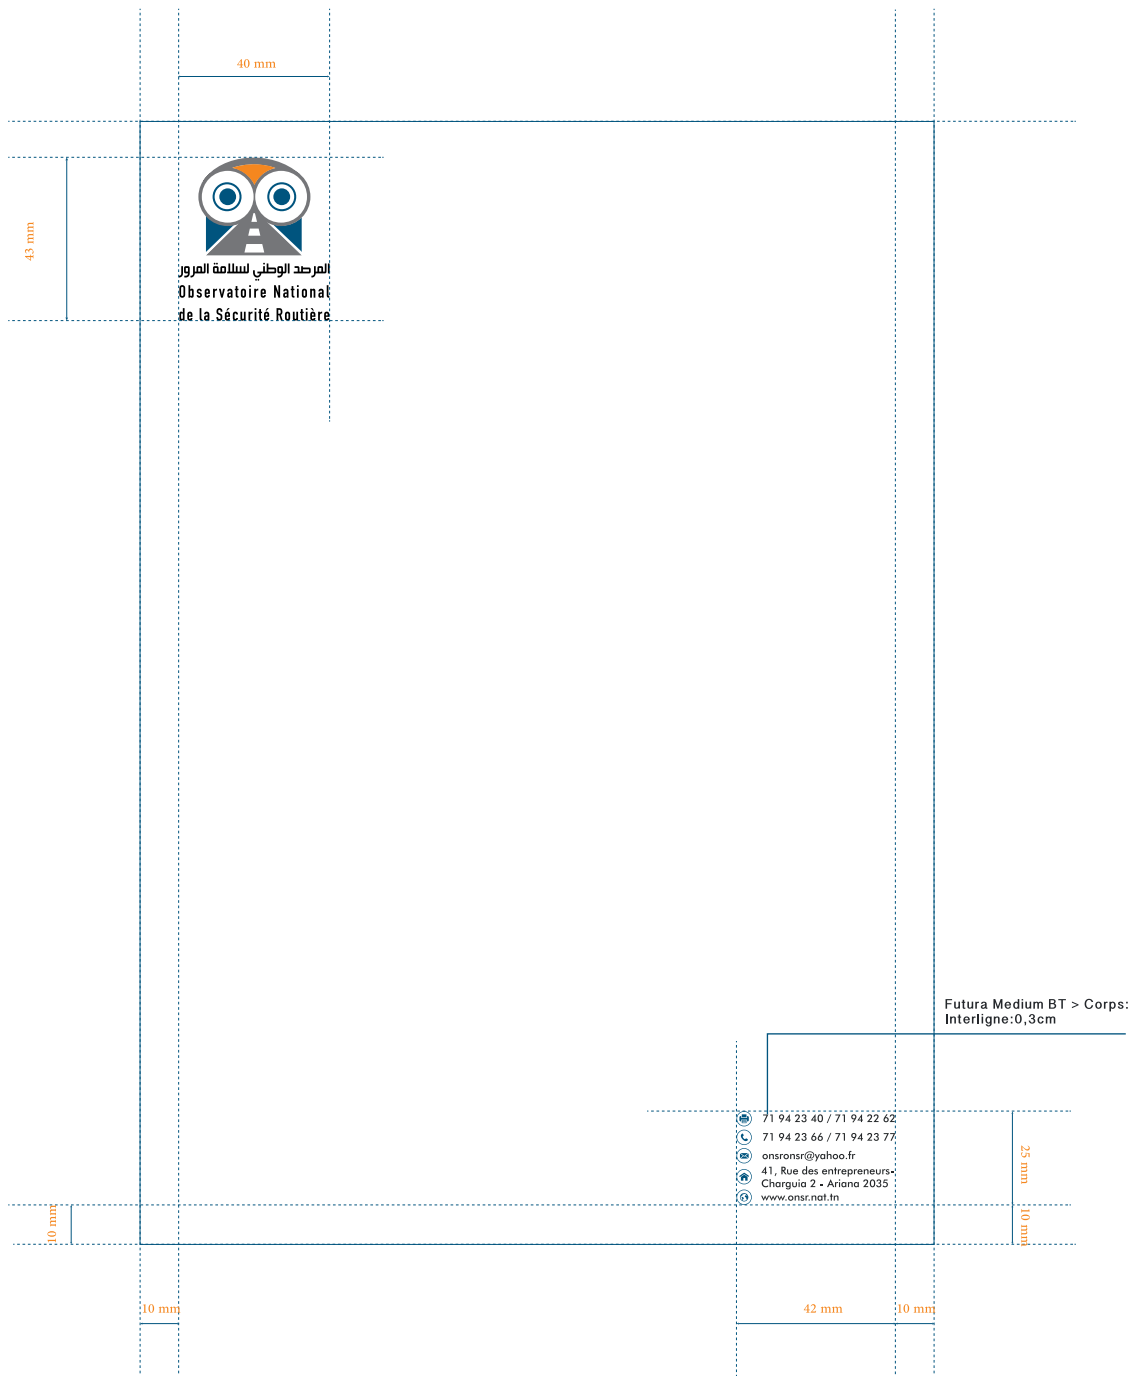 40 mm
43 mm
المرصد الوطني لسلامة المرور
Observatoire National
de la Sécurité Routière
Futura Medium BT > Corps:
Interligne:0,3cm
71 94 23 40 / 71 94 22 62
71 94 23 66 / 71 94 23 77
onsronsr@yahoo.fr
41, Rue des entrepreneurs-
Charguia 2 - Ariana 2035
www.onsr.nat.tn
25 mm
10 mm
10 mm
10 mm
42 mm
10 mm